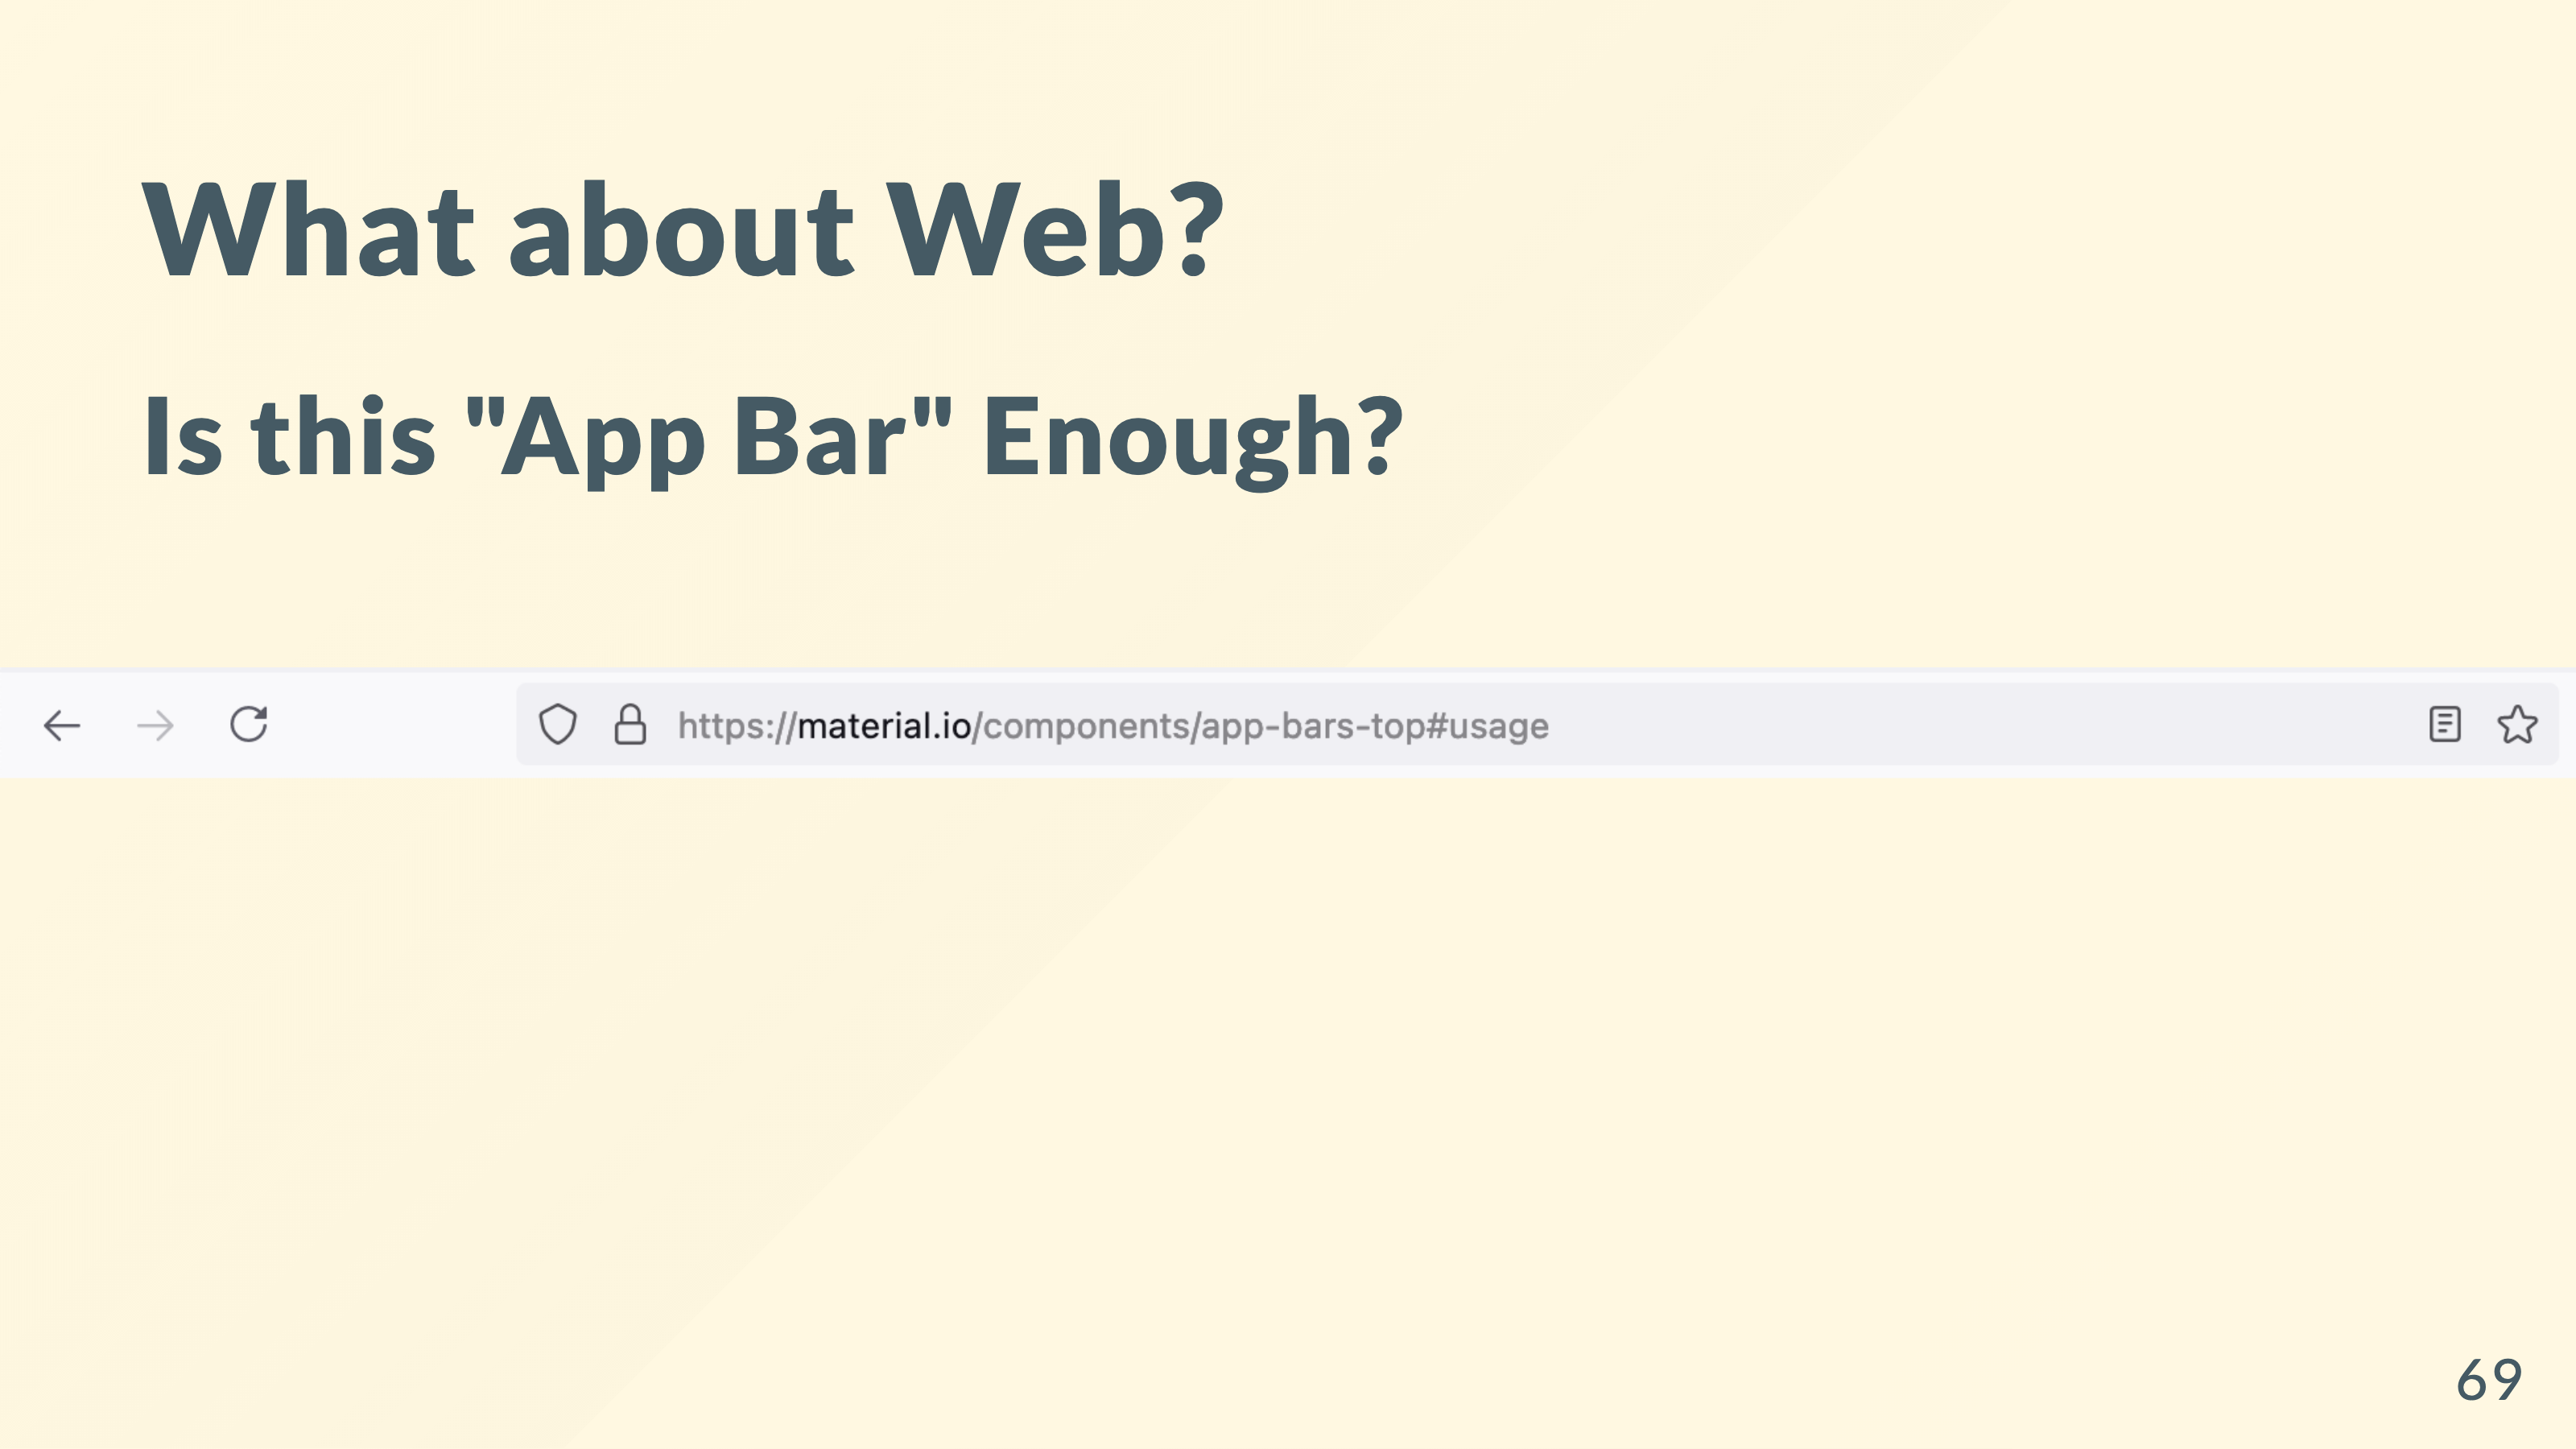 What about Web?
Is this "App Bar" Enough?
https://material.io/components/app-bars-top#usage
69